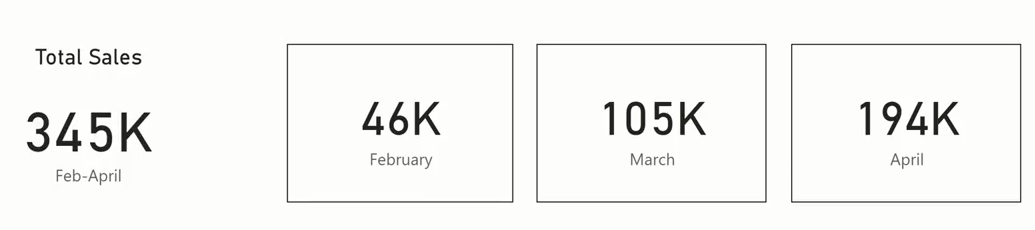 Total Sales
345K
Feb-April
46K
February
105K
March
194K
April